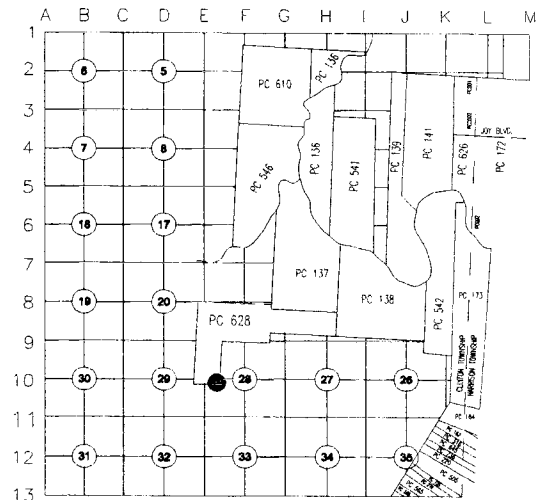 A B C D E F G H I J K L M
1
2
3
4
5
6
7
8
9
10
11
12
13
6
5
PC 610
PC 136
7
8
PC 546
PC 136
PC 541
PC 139
PC 141
PC 626
JOY BLVD.
PC 172
18
17
PC 137
19
20
PC 628
PC 138
PC 542
PC 173
CLINTON TOWNSHIP
HARRISON TOWNSHIP
30
29
28
27
26
31
32
33
34
35